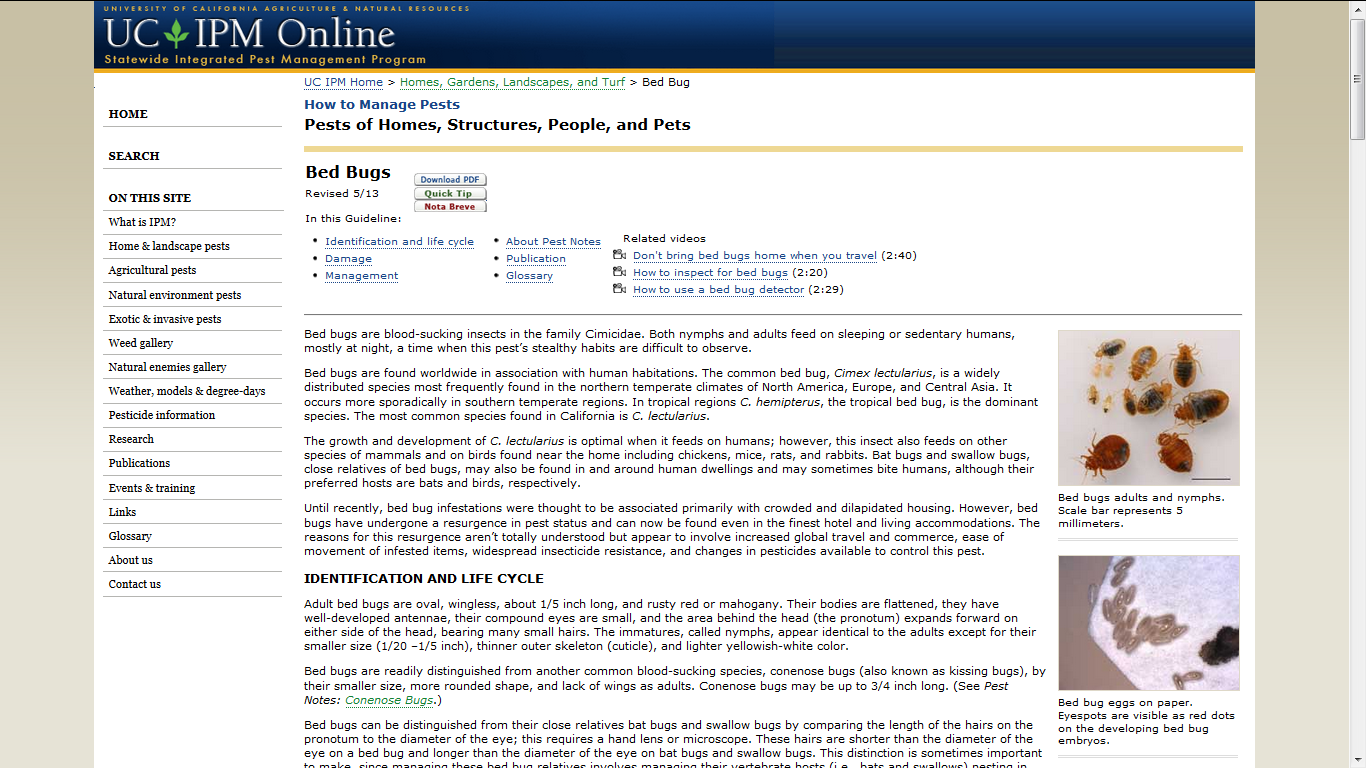 UNIVERSITY OF CALIFORNIA AGRICULTURE & NATURAL RESOURCES
UC IPM Online
Statewide Integrated Pest Management Program
HOME
SEARCH
ON THIS SITE
What is IPM?
Home & landscape pests
Agricultural pests
Natural environment pests
Exotic & invasive pests
Weed gallery
Natural enemies gallery
Weather, models & degree-days
Pesticide information
Research
Publications
Events & training
Links
Glossary
About us
Contact us
UC IPM Home > Homes, Gardens, Landscapes, and Turf > Bed Bug
How to Manage Pests
Pests of Homes, Structures, People, and Pets
Bed Bugs
Revised 5/13
Download PDF
Quick Tip
Nota Breve
In this Guideline:
• Identification and life cycle
• Damage
• Management
• About Pest Notes
• Publication
• Glossary
Related videos
Don't bring bed bugs home when you travel (2:40)
How to inspect for bed bugs (2:20)
How to use a bed bug detector (2:29)
Bed bugs are blood-sucking insects in the family Cimicidae. Both nymphs and adults feed on sleeping or sedentary humans,
mostly at night, a time when this pest’s stealthy habits are difficult to observe.
Bed bugs are found worldwide in association with human habitations. The common bed bug, Cimex lectularius, is a widely
distributed species most frequently found in the northern temperate climates of North America, Europe, and Central Asia. It
occurs more sporadically in southern temperate regions. In tropical regions C. hemipterus, the tropical bed bug, is the dominant
species. The most common species found in California is C. lectularius.
The growth and development of C. lectularius is optimal when it feeds on humans; however, this insect also feeds on other
species of mammals and on birds found near the home including chickens, mice, rats, and rabbits. Bat bugs and swallow bugs,
close relatives of bed bugs, may also be found in and around human dwellings and may sometimes bite humans, although their
preferred hosts are bats and birds, respectively.
Until recently, bed bug infestations were thought to be associated primarily with crowded and dilapidated housing. However, bed
bugs have undergone a resurgence in pest status and can now be found even in the finest hotel and living accommodations. The
reasons for this resurgence aren’t totally understood but appear to involve increased global travel and commerce, ease of
movement of infested items, widespread insecticide resistance, and changes in pesticides available to control this pest.
IDENTIFICATION AND LIFE CYCLE
Adult bed bugs are oval, wingless, about 1/5 inch long, and rusty red or mahogany. Their bodies are flattened, they have
well-developed antennae, their compound eyes are small, and the area behind the head (the pronotum) expands forward on
either side of the head, bearing many small hairs. The immatures, called nymphs, appear identical to the adults except for their
smaller size (1/20 –1/5 inch), thinner outer skeleton (cuticle), and lighter yellowish-white color.
Bed bugs are readily distinguished from another common blood-sucking species, conenose bugs (also known as kissing bugs), by
their smaller size, more rounded shape, and lack of wings as adults. Conenose bugs may be up to 3/4 inch long. (See Pest
Notes: Conenose Bugs.)
Bed bugs can be distinguished from their close relatives bat bugs and swallow bugs by comparing the length of the hairs on the
pronotum to the diameter of the eye; this requires a hand lens or microscope. These hairs are shorter than the diameter of the
eye on a bed bug and longer than the diameter of the eye on bat bugs and swallow bugs. This distinction is sometimes important
to make, since managing these bed bug relatives involves managing their vertebrate hosts (i.e., bats and swallows) nesting in
Bed bugs adults and nymphs.
Scale bar represents 5
millimeters.
Bed bug eggs on paper.
Eyespots are visible as red dots
on the developing bed bug
embryos.